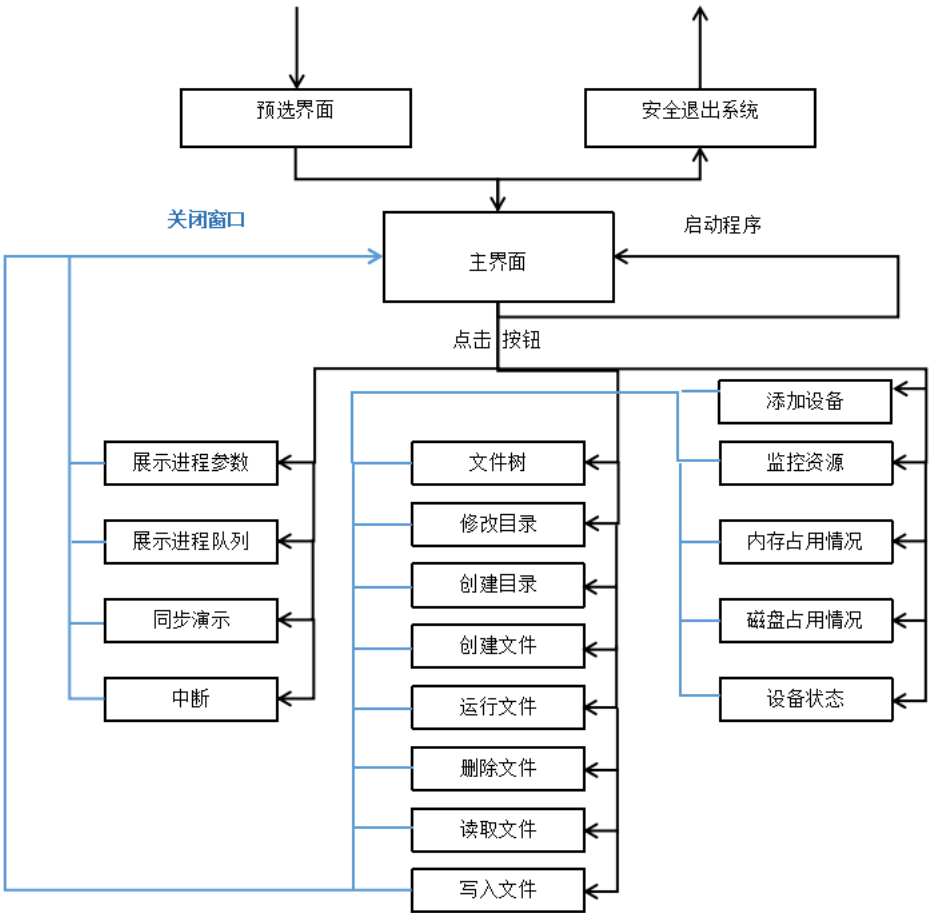 预选界面
安全退出系统
关闭窗口
启动程序
主界面
点击 按钮
添加设备
展示进程参数
文件树
监控资源
修改目录
展示进程队列
内存占用情况
创建目录
同步演示
磁盘占用情况
创建文件
中断
运行文件
设备状态
删除文件
读取文件
写入文件